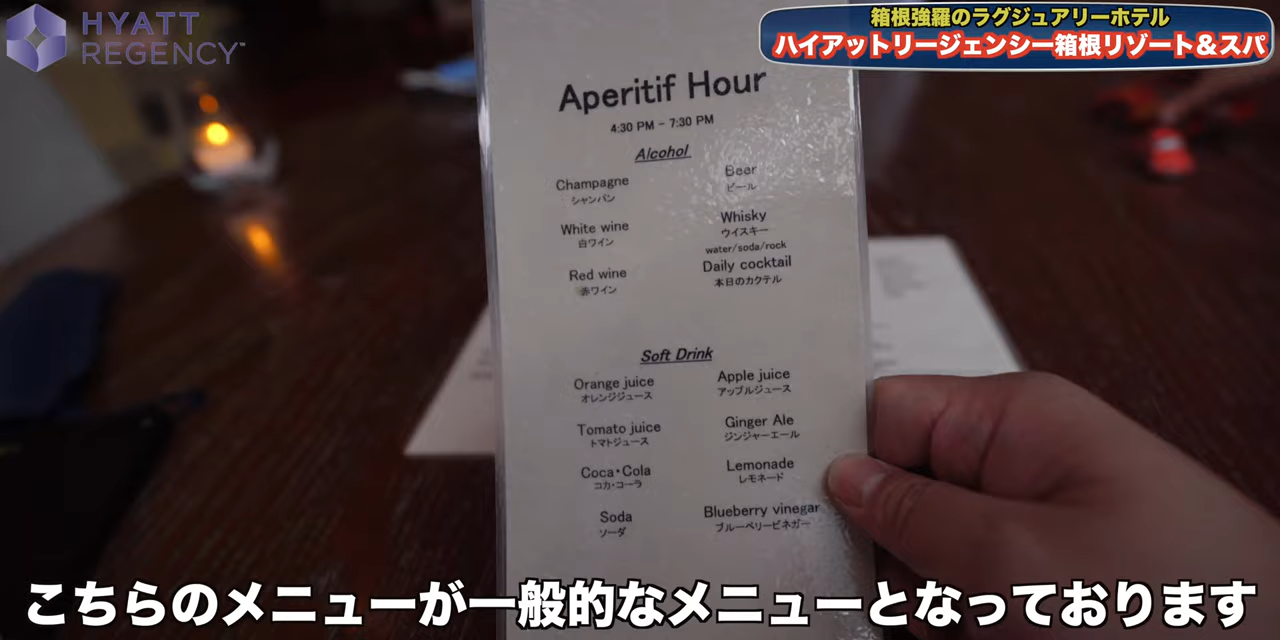 HYATT
REGENCY
箱根強羅のラグジュアリーホテル
ハイアットリージェンシー箱根リゾート&スパ
Aperitif Hour
4:30 PM - 7:30 PM
Alcohol
Champagne
シャンパン
Beer
ビール
White wine
白ワイン
Whisky
ウイスキー
water/soda/rock
Red wine
赤ワイン
Daily cocktail
本日のカクテル
Soft Drink
Orange juice
オレンジジュース
Apple juice
アップルジュース
Tomato juice
トマトジュース
Ginger Ale
ジンジャーエール
Coca・Cola
コカ・コーラ
Lemonade
レモネード
Soda
ソーダ
Blueberry vinegar
ブルーベリービネガー
こちらのメニューが一般的なメニューとなっております